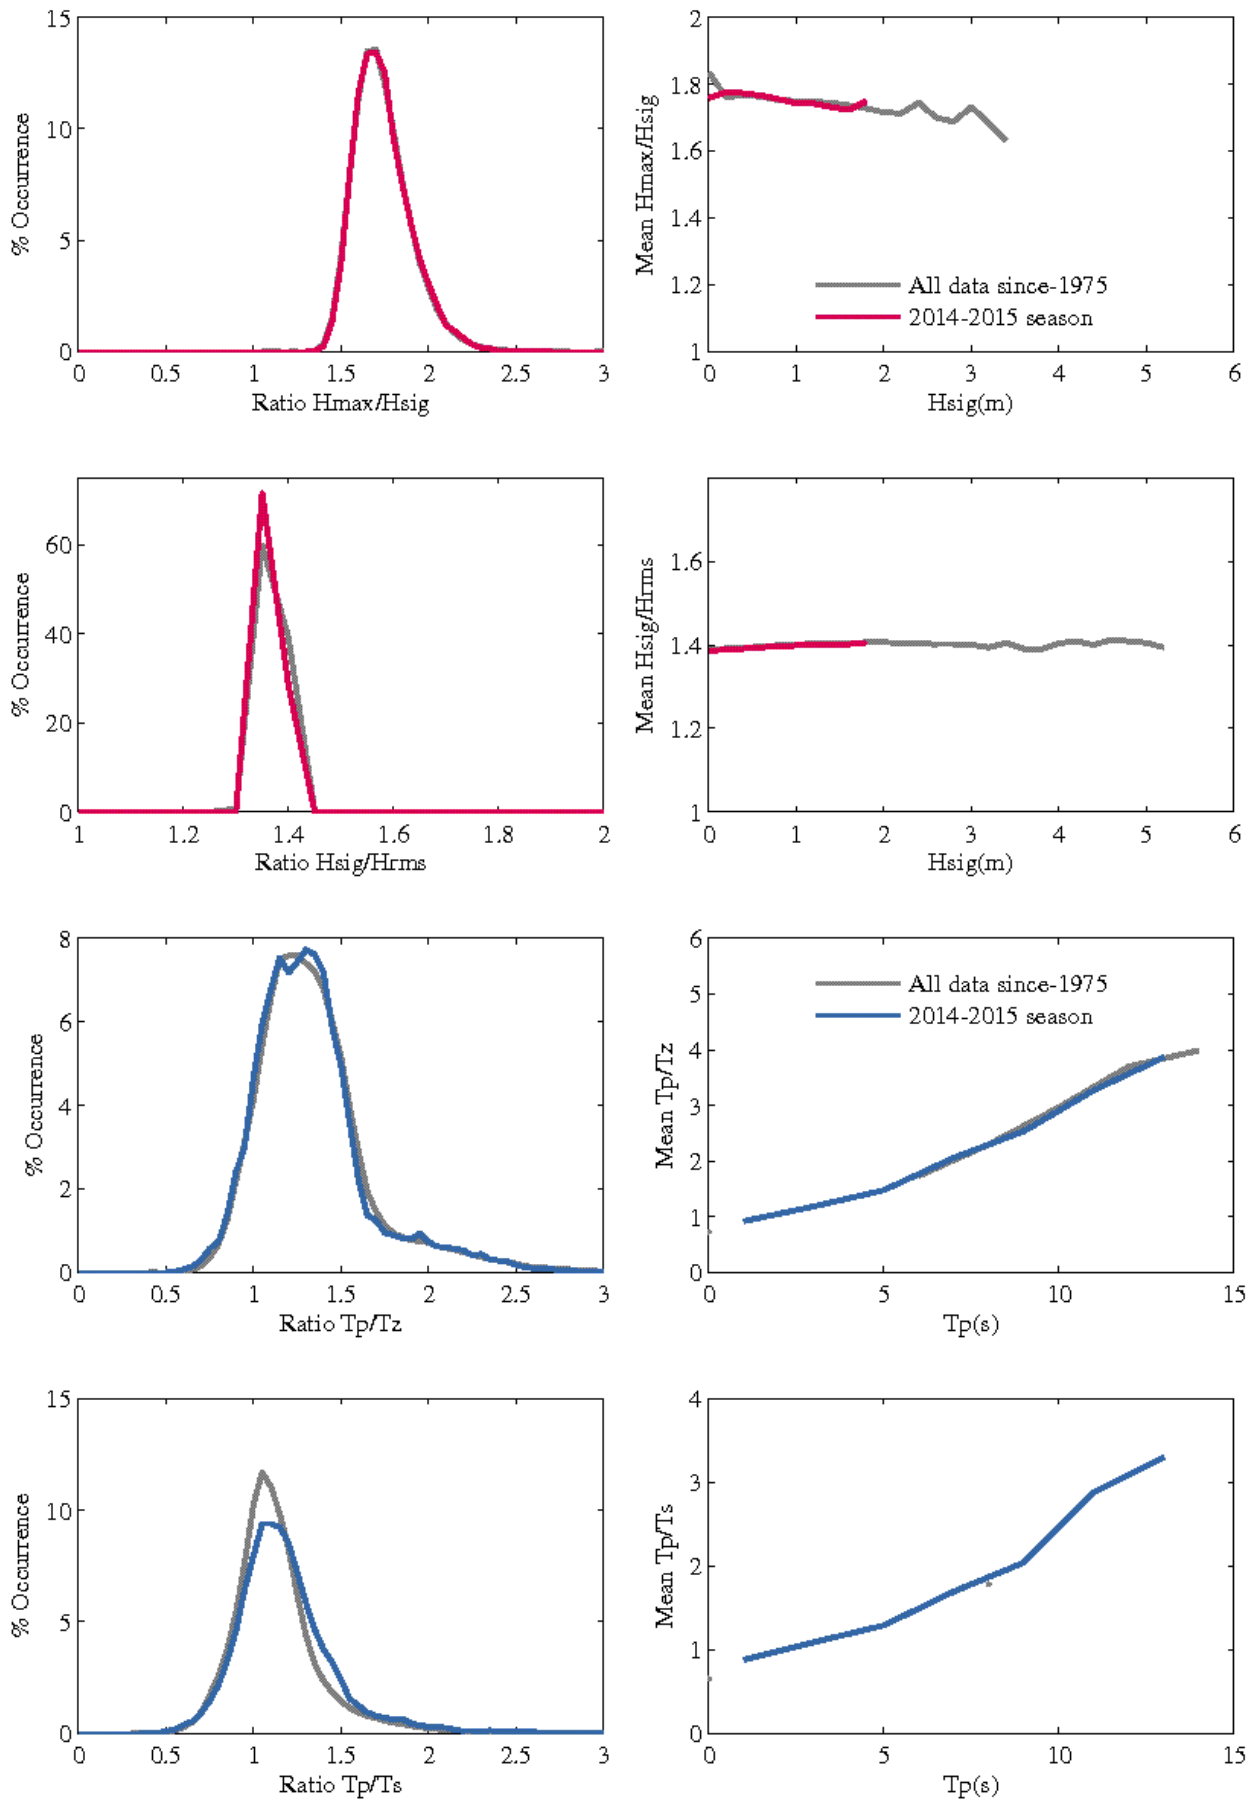 15
10
5
0
% Occurrence
0 0.5 1 1.5 2 2.5 3
Ratio Hmax/Hsig
2
1.8
1.6
1.4
1.2
1
Mean Hmax/Hsig
All data since-1975
2014-2015 season
0 1 2 3 4 5 6
Hsig(m)
60
40
20
0
% Occurrence
1 1.2 1.4 1.6 1.8 2
Ratio Hsig/Hrms
1.6
1.4
1.2
1
Mean Hsig/Hrms
0 1 2 3 4 5 6
Hsig(m)
8
6
4
2
0
% Occurrence
0 0.5 1 1.5 2 2.5 3
Ratio Tp/Tz
6
5
4
3
2
1
0
Mean Tp/Tz
All data since-1975
2014-2015 season
0 5 10 15
Tp(s)
15
10
5
0
% Occurrence
0 0.5 1 1.5 2 2.5 3
Ratio Tp/Ts
4
3
2
1
0
Mean Tp/Ts
0 5 10 15
Tp(s)